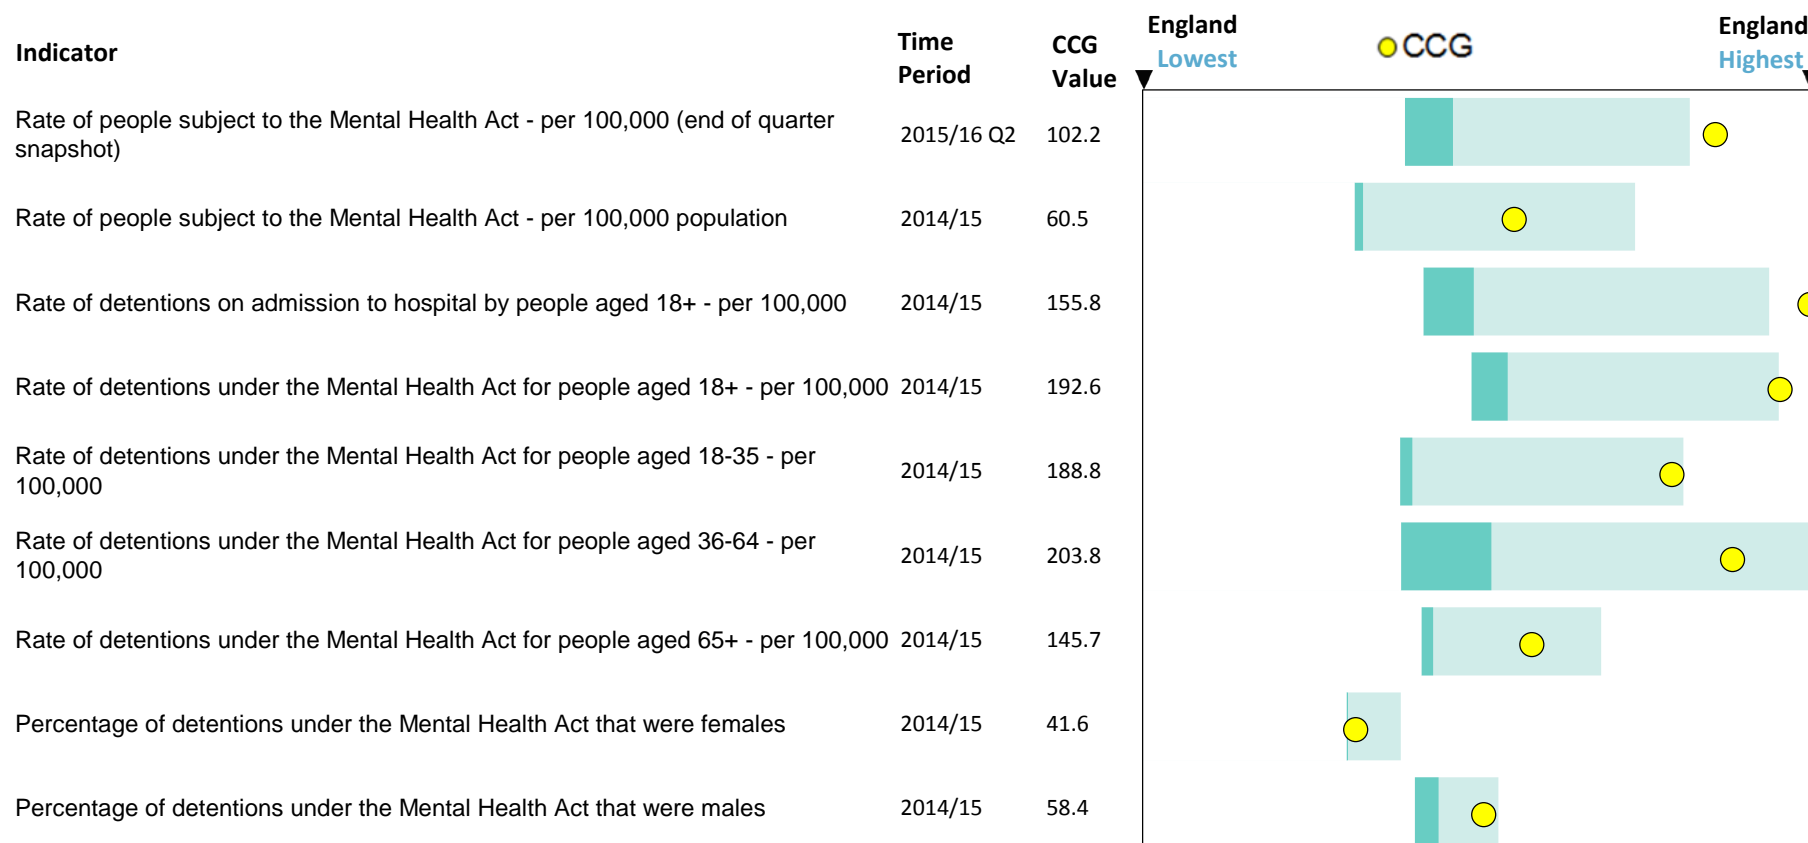 Indicator
Time
Period
CCG
Value
England
Lowest
CCG
England
Highest
Rate of people subject to the Mental Health Act - per 100,000 (end of quarter
snapshot)
2015/16 Q2
102.2
Rate of people subject to the Mental Health Act - per 100,000 population
2014/15
60.5
Rate of detentions on admission to hospital by people aged 18+ - per 100,000
2014/15
155.8
Rate of detentions under the Mental Health Act for people aged 18+ - per 100,000
2014/15
192.6
Rate of detentions under the Mental Health Act for people aged 18-35 - per
100,000
2014/15
188.8
Rate of detentions under the Mental Health Act for people aged 36-64 - per
100,000
2014/15
203.8
Rate of detentions under the Mental Health Act for people aged 65+ - per 100,000
2014/15
145.7
Percentage of detentions under the Mental Health Act that were females
2014/15
41.6
Percentage of detentions under the Mental Health Act that were males
2014/15
58.4